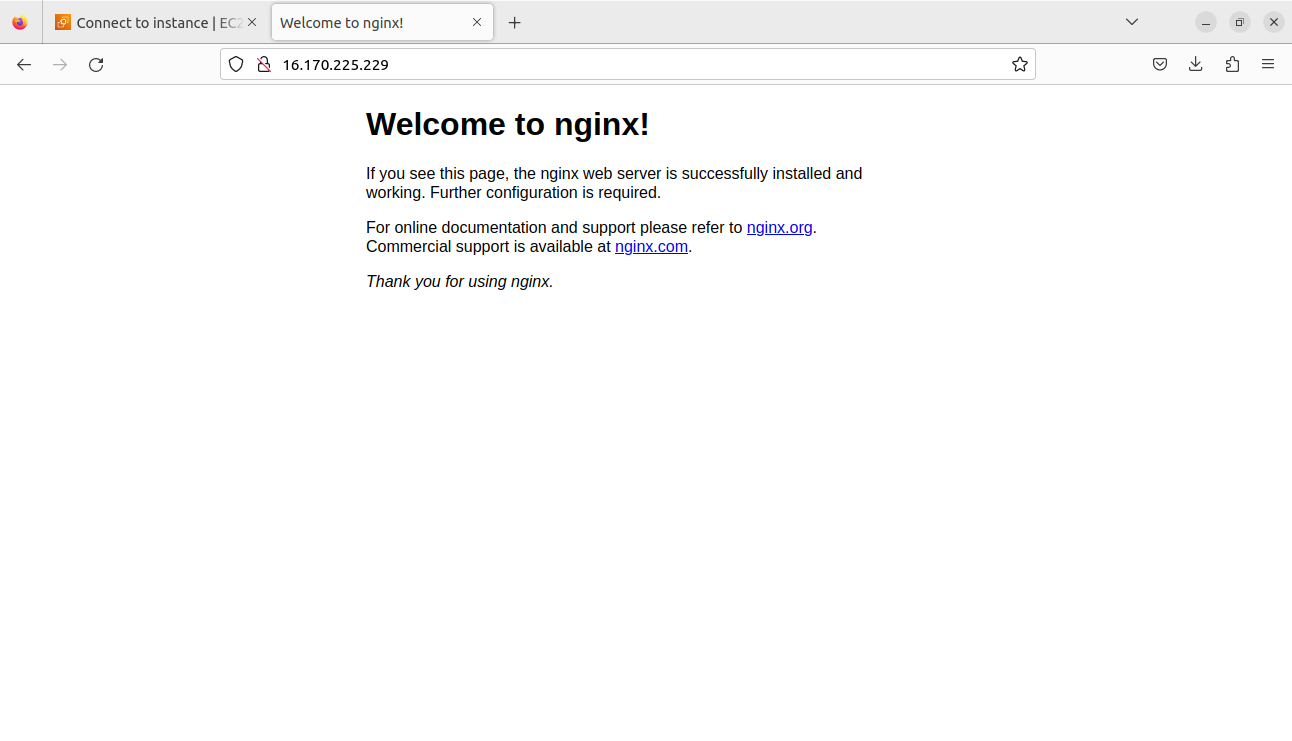 Connect to instance | EC2
Welcome to nginx!
16.170.225.229
Welcome to nginx!
If you see this page, the nginx web server is successfully installed and
working. Further configuration is required.
For online documentation and support please refer to nginx.org.
Commercial support is available at nginx.com.
Thank you for using nginx.